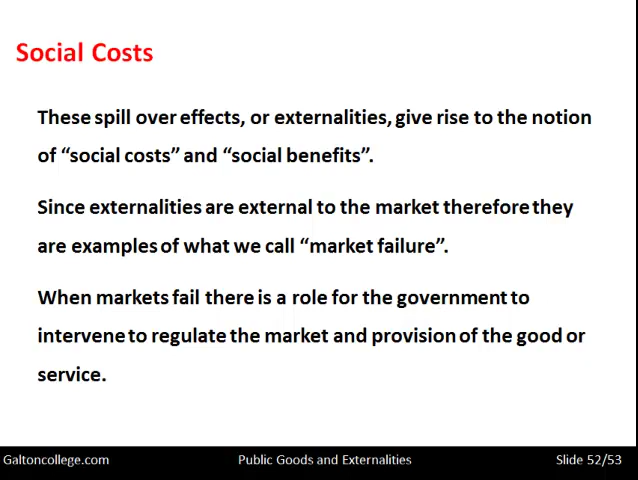 Social Costs
These spill over effects, or externalities, give rise to the notion
of “social costs” and “social benefits”.
Since externalities are external to the market therefore they
are examples of what we call “market failure”.
When markets fail there is a role for the government to
intervene to regulate the market and provision of the good or
service.
Galtoncollege.com Public Goods and Externalities Slide 52/53